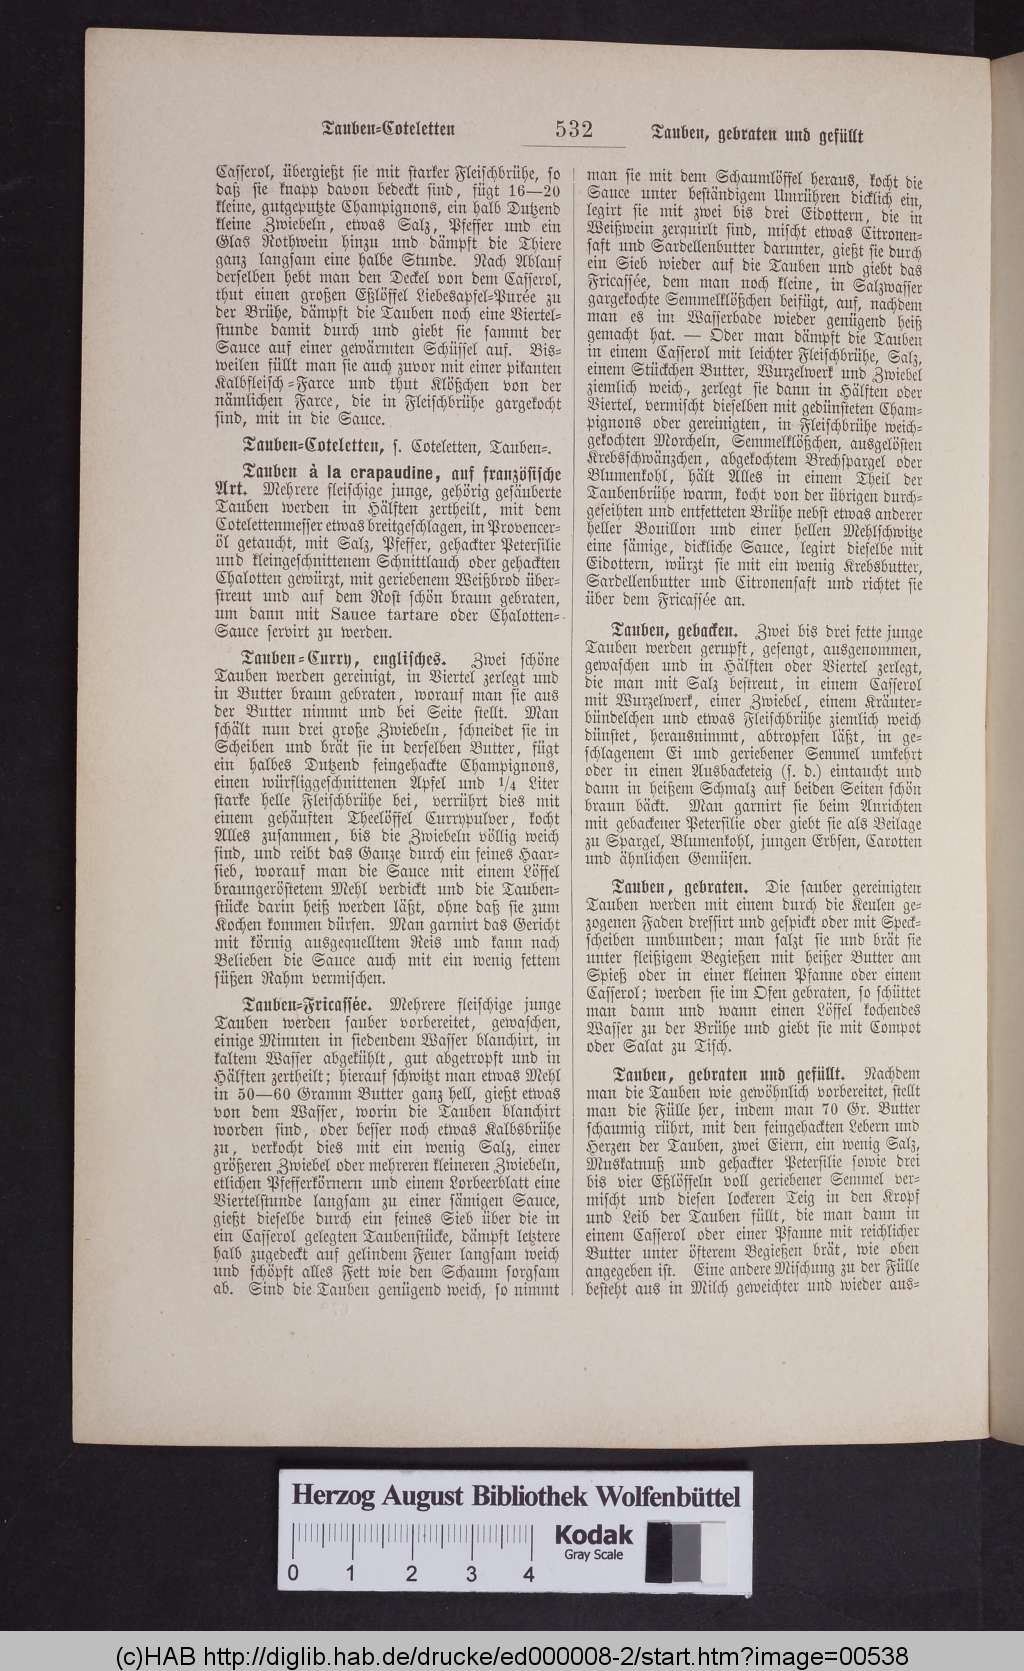 Tauben-Coteletten 532 Tauben, gebraten und gefüllt
Casserol, übergießt sie mit starker Fleischbrühe, so
daß sie knapp davon bedeckt sind, fügt 16—20
kleine, gutgeputzte Champignons, ein halb Dutzend
kleine Zwiebeln, etwas Salz, Pfeffer und ein
Glas Rothwein hinzu und dämpft die Thiere
ganz langsam eine halbe Stunde. Nach Ablauf
derselben hebt man den Deckel von dem Casserol,
thut einen großen Eßlöffel Liebesapfel-Purée zu
der Brühe, dämpft die Tauben noch eine Viertel-
stunde damit durch und giebt sie sammt der
Sauce auf einer gewärmten Schüssel auf. Bis-
weilen füllt man sie auch zuvor mit einer pikanten
Kalbfleisch-Farce und thut Klößchen von der
nämlichen Farce, die in Fleischbrühe gargekocht
sind, mit in die Sauce.
Tauben-Coteletten, s. Coteletten, Tauben-.
Tauben à la crapaudine, auf französische
Art. Mehrere fleischige junge, gehörig gesäuberte
Tauben werden in Hälften zertheilt, mit dem
Cotelettenmesser etwas breitgeschlagen, in Provencer-
öl getaucht, mit Salz, Pfeffer, gehackter Petersilie
und kleingeschnittenem Schnittlauch oder gehackten
Chalotten gewürzt, mit geriebenem Weißbrod über-
streut und auf dem Rost schön braun gebraten,
um dann mit Sauce tartare oder Chalotten-
Sauce servirt zu werden.
Tauben-Curry, englisches. Zwei schöne
Tauben werden gereinigt, in Viertel zerlegt und
in Butter braun gebraten, worauf man sie aus
der Butter nimmt und bei Seite stellt. Man
schält nun drei große Zwiebeln, schneidet sie in
Scheiben und brät sie in derselben Butter, fügt
ein halbes Dutzend feingehackte Champignons,
einen würfliggeschnittenen Apfel und 1/4 Liter
starke helle Fleischbrühe bei, verrührt dies mit
einem gehäuften Theelöffel Currypulver, kocht
Alles zusammen, bis die Zwiebeln völlig weich
sind, und reibt das Ganze durch ein feines Haar-
sieb, worauf man die Sauce mit einem Löffel
braungeröstetem Mehl verdickt und die Tauben-
stücke darin heiß werden läßt, ohne daß sie zum
Kochen kommen dürfen. Man garnirt das Gericht
mit körnig ausgequelltem Reis und kann nach
Belieben die Sauce auch mit ein wenig fettem
süßen Rahm vermischen.
Tauben-Fricassée. Mehrere fleischige junge
Tauben werden sauber vorbereitet, gewaschen,
einige Minuten in siedendem Wasser blanchirt, in
kaltem Wasser abgekühlt, gut abgetropft und in
Hälften zertheilt; hierauf schwitzt man etwas Mehl
in 50—60 Gramm Butter ganz hell, gießt etwas
von dem Wasser, worin die Tauben blanchirt
worden sind, oder besser noch etwas Kalbsbrühe
zu, verkocht dies mit ein wenig Salz, einer
größeren Zwiebel oder mehreren kleineren Zwiebeln,
etlichen Pfefferkörnern und einem Lorbeerblatt eine
Viertelstunde langsam zu einer sämigen Sauce,
gießt dieselbe durch ein feines Sieb über die in
ein Casserol gelegten Taubenstücke, dämpft letztere
halb zugedeckt auf gelindem Feuer langsam weich
und schöpft alles Fett wie den Schaum sorgsam
ab. Sind die Tauben genügend weich, so nimmt
man sie mit dem Schaumlöffel heraus, kocht die
Sauce unter beständigem Umrühren dicklich ein,
legirt sie mit zwei bis drei Eidottern, die in
Weißwein zerquirlt sind, mischt etwas Citronen-
saft und Sardellenbutter darunter, gießt sie durch
ein Sieb wieder auf die Tauben und giebt das
Fricassée, dem man noch kleine, in Salzwasser
gargekochte Semmelklößchen beifügt, auf, nachdem
man es im Wasserbade wieder genügend heiß
gemacht hat. — Oder man dämpft die Tauben
in einem Casserol mit leichter Fleischbrühe, Salz,
einem Stückchen Butter, Wurzelwerk und Zwiebel
ziemlich weich, zerlegt sie dann in Hälften oder
Viertel, vermischt dieselben mit gedünsteten Cham-
pignons oder gereinigten, in Fleischbrühe weich-
gekochten Morcheln, Semmelklößchen, ausgelösten
Krebsschwänzchen, abgekochtem Brechspargel oder
Blumenkohl, hält Alles in einem Theil der
Taubenbrühe warm, kocht von der übrigen durch-
geseihten und entfetteten Brühe nebst etwas anderer
heller Bouillon und einer hellen Mehlschwitze
eine sämige, dickliche Sauce, legirt dieselbe mit
Eidottern, würzt sie mit ein wenig Krebsbutter,
Sardellenbutter und Citronensaft und richtet sie
über dem Fricassée an.
Tauben, gebacken. Zwei bis drei fette junge
Tauben werden gerupft, gesengt, ausgenommen,
gewaschen und in Hälften oder Viertel zerlegt,
die man mit Salz bestreut, in einem Casserol
mit Wurzelwerk, einer Zwiebel, einem Kräuter-
bündelchen und etwas Fleischbrühe ziemlich weich
dünstet, herausnimmt, abtropfen läßt, in ge-
schlagenem Ei und geriebener Semmel umkehrt
oder in einen Ausbacketeig (s. d.) eintaucht und
dann in heißem Schmalz auf beiden Seiten schön
braun bäckt. Man garnirt sie beim Anrichten
mit gebackener Petersilie oder giebt sie als Beilage
zu Spargel, Blumenkohl, jungen Erbsen, Carotten
und ähnlichen Gemüsen.
Tauben, gebraten. Die sauber gereinigten
Tauben werden mit einem durch die Keulen ge-
zogenen Faden dressirt und gespickt oder mit Speck-
scheiben umbunden; man salzt sie und brät sie
unter fleißigem Begießen mit heißer Butter am
Spieß oder in einer kleinen Pfanne oder einem
Casserol; werden sie im Ofen gebraten, so schüttet
man dann und wann einen Löffel kochendes
Wasser zu der Brühe und giebt sie mit Compot
oder Salat zu Tisch.
Tauben, gebraten und gefüllt. Nachdem
man die Tauben wie gewöhnlich vorbereitet, stellt
man die Fülle her, indem man 70 Gr. Butter
schaumig rührt, mit den feingehackten Lebern und
Herzen der Tauben, zwei Eiern, ein wenig Salz,
Muskatnuß und gehackter Petersilie sowie drei
bis vier Eßlöffeln voll geriebener Semmel ver-
mischt und diesen lockeren Teig in den Kropf
und Leib der Tauben füllt, die man dann in
einem Casserol oder einer Pfanne mit reichlicher
Butter unter öfterem Begießen brät, wie oben
angegeben ist. Eine andere Mischung zu der Fülle
besteht aus in Milch geweichter und wieder aus-
Herzog August Bibliothek Wolfenbüttel
Kodak
Gray Scale
0 1 2 3 4
(c)HAB http://diglib.hab.de/drucke/ed000008-2/start.htm?image=00538